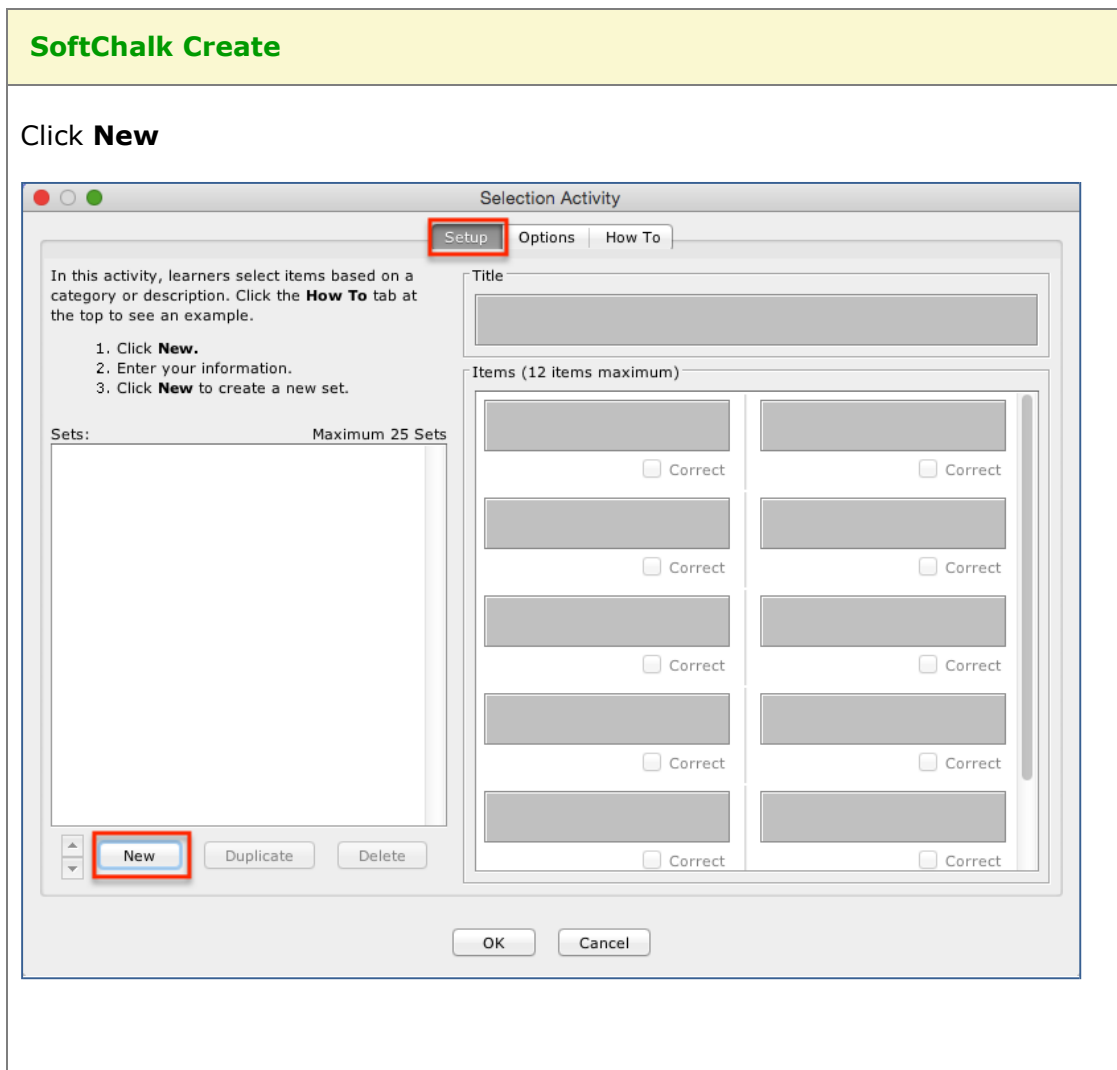 SoftChalk Create
Click New
Selection Activity
Setup Options How To
In this activity, learners select items based on a
category or description. Click the How To tab at
the top to see an example.
1. Click New.
2. Enter your information.
3. Click New to create a new set.
Sets: Maximum 25 Sets
New Duplicate Delete
Title
Items (12 items maximum)
Correct Correct
Correct Correct
Correct Correct
Correct Correct
Correct Correct
OK Cancel